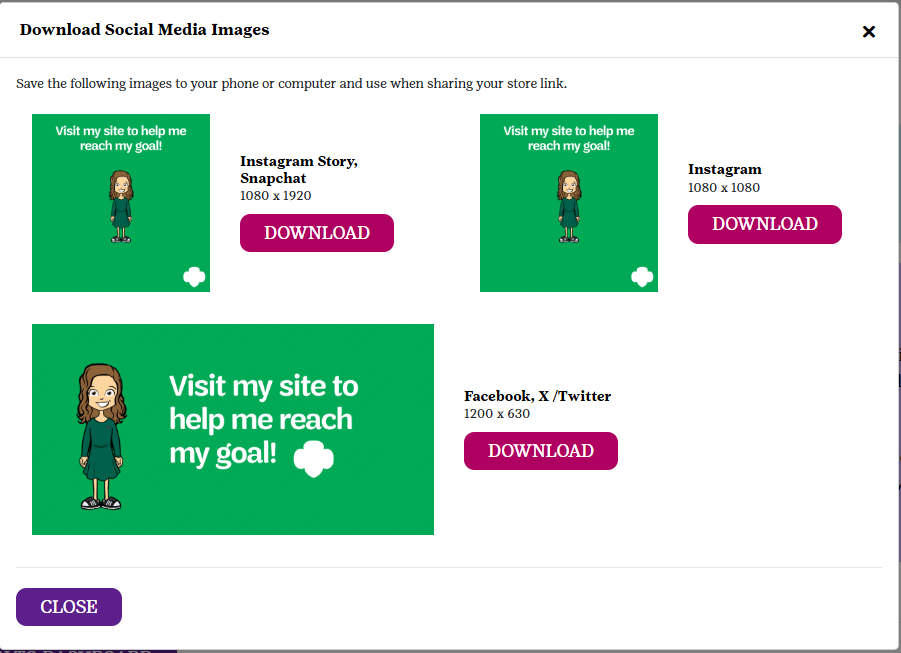 Download Social Media Images
Save the following images to your phone or computer and use when sharing your store link.
Visit my site to help me
reach my goal!
Instagram Story,
Snapchat
1080 x 1920
DOWNLOAD
Visit my site to help me
reach my goal!
Instagram
1080 x 1080
DOWNLOAD
Visit my site to
help me reach
my goal!
Facebook, X /Twitter
1200 x 630
DOWNLOAD
CLOSE